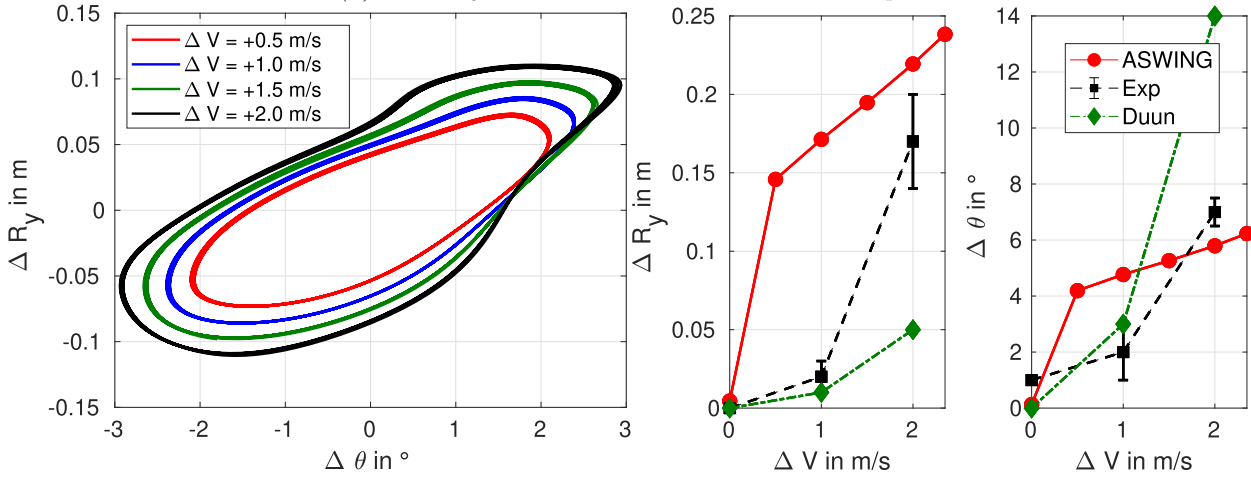 0.15
0.1
0.05
0
-0.05
-0.1
-0.15
-3
-2
-1
0
1
2
3
Δ R_y in m
Δ θ in °
Δ V = +0.5 m/s
Δ V = +1.0 m/s
Δ V = +1.5 m/s
Δ V = +2.0 m/s
0.25
0.2
0.15
0.1
0.05
0
0
1
2
Δ R_y in m
Δ V in m/s
14
12
10
8
6
4
2
0
0
1
2
Δ θ in °
Δ V in m/s
ASWING
Exp
Duun